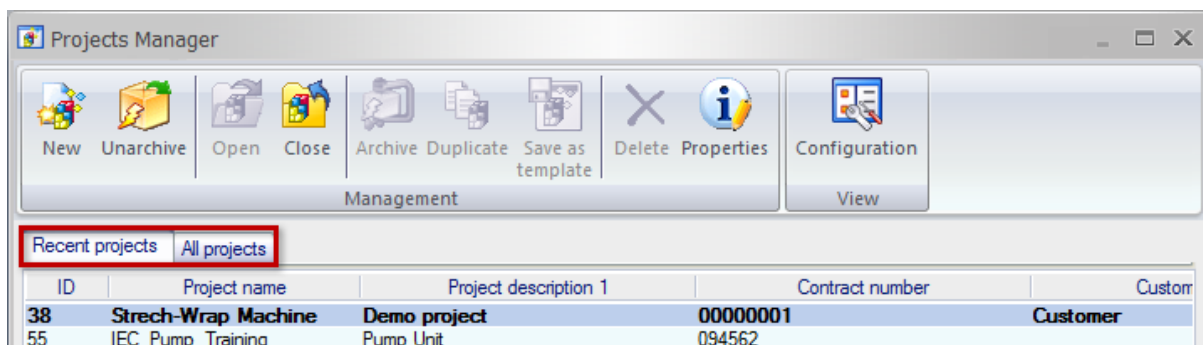 Projects Manager
New Unarchive Open Close Archive Duplicate Save as template Delete Properties Configuration
Management View
Recent projects All projects
ID Project name Project description 1 Contract number Custom
38 Strech-Wrap Machine Demo project 00000001 Customer
55 IEC_Pump_Training Pump Unit 094562